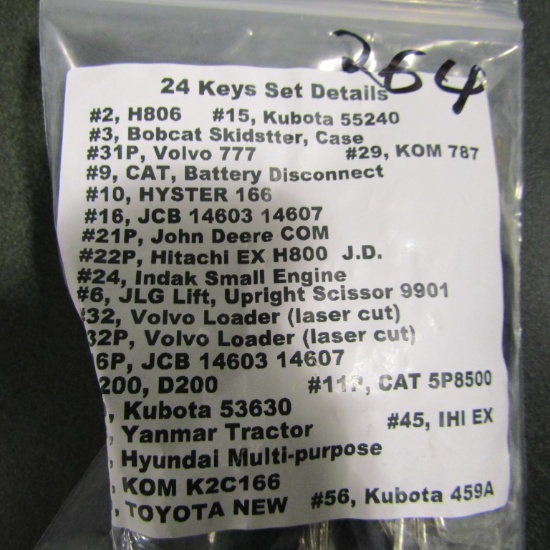 264
24 Keys Set Details
#2, H806 #15, Kubota 55240
#3, Bobcat Skidstter, Case
#31P, Volvo 777 #29, KOM 787
#9, CAT, Battery Disconnect
#10, HYSTER 166
#16, JCB 14603 14607
#21P, John Deere COM
#22P, Hitachi EX H800 J.D.
#24, Indak Small Engine
#6, JLG Lift, Upright Scissor 9901
#32, Volvo Loader (laser cut)
32P, Volvo Loader (laser cut)
6P, JCB 14603 14607
200, D200 #11P, CAT 5P8500
, Kubota 53630
, Yanmar Tractor #45, IHI EX
, Hyundai Multi-purpose
, KOM K2C166
, TOYOTA NEW #56, Kubota 459A